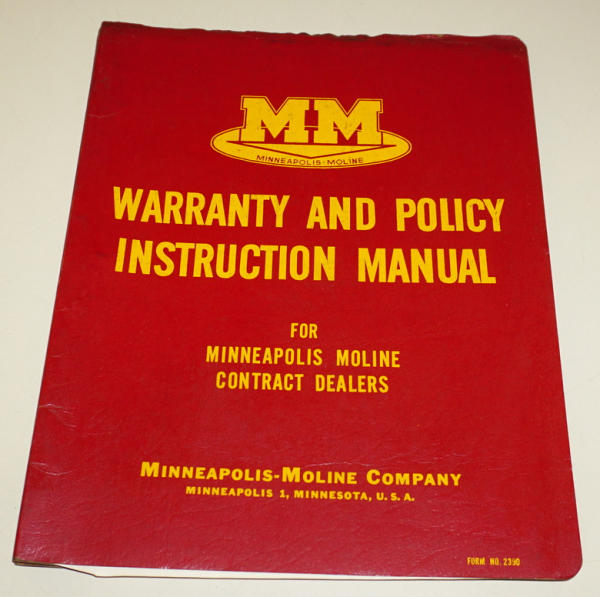 MM
MINNEAPOLIS-MOLINE
WARRANTY AND POLICY
INSTRUCTION MANUAL
FOR
MINNEAPOLIS MOLINE
CONTRACT DEALERS
MINNEAPOLIS-MOLINE COMPANY
MINNEAPOLIS 1, MINNESOTA, U. S. A.
FORM NO. 2390